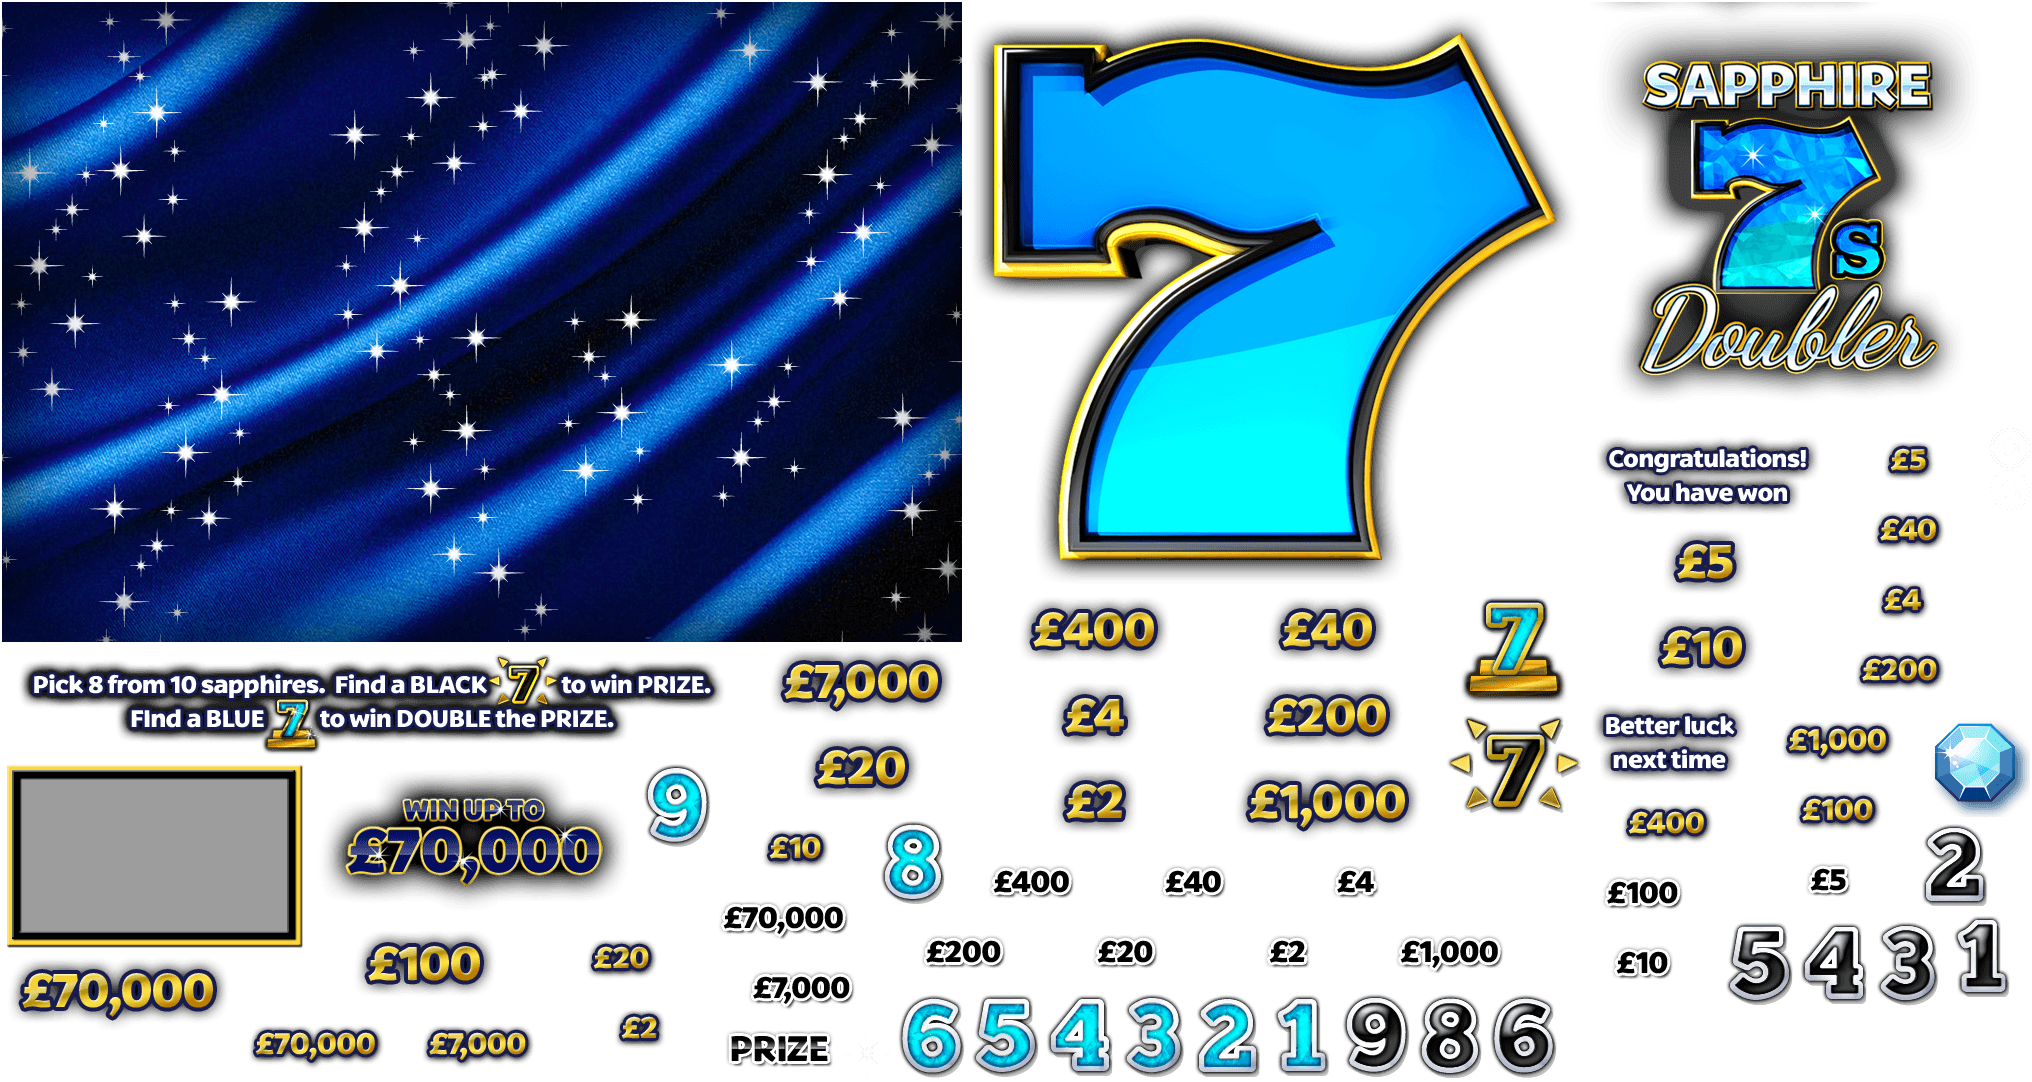 SAPPHIRE
7s
Doubler
7
Congratulations!
You have won
£5
£10
£5
£40
£4
£200
Better luck
next time
£1,000
£100
£400
£100
£10
£5
2
5 4 3 1
£400
£4
£2
£40
£200
£1,000
7
7
£400 £40 £4
£200 £20 £2 £1,000
6 5 4 3 2 1 9 8 6
Pick 8 from 10 sapphires. Find a BLACK 7 to win PRIZE.
FInd a BLUE 7 to win DOUBLE the PRIZE.
£7,000
£20
£10
8
9
WIN UP TO
£70,000
£70,000
£100
£20
£2
£70,000
£7,000
£70,000
£7,000
PRIZE